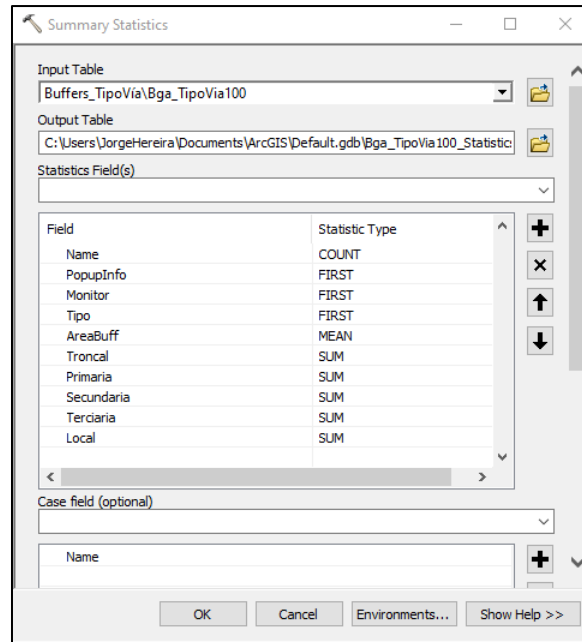 Summary Statistics
Input Table
Buffers_TipoVía\Bga_TipoVia100
Output Table
C:\Users\JorgeHereira\Documents\ArcGIS\Default.gdb\Bga_TipoVia100_Statistic
Statistics Field(s)
Field Statistic Type
Name COUNT
PopupInfo FIRST
Monitor FIRST
Tipo FIRST
AreaBuff MEAN
Troncal SUM
Primaria SUM
Secundaria SUM
Terciaria SUM
Local SUM
Case field (optional)
Name
OK Cancel Environments... Show Help >>